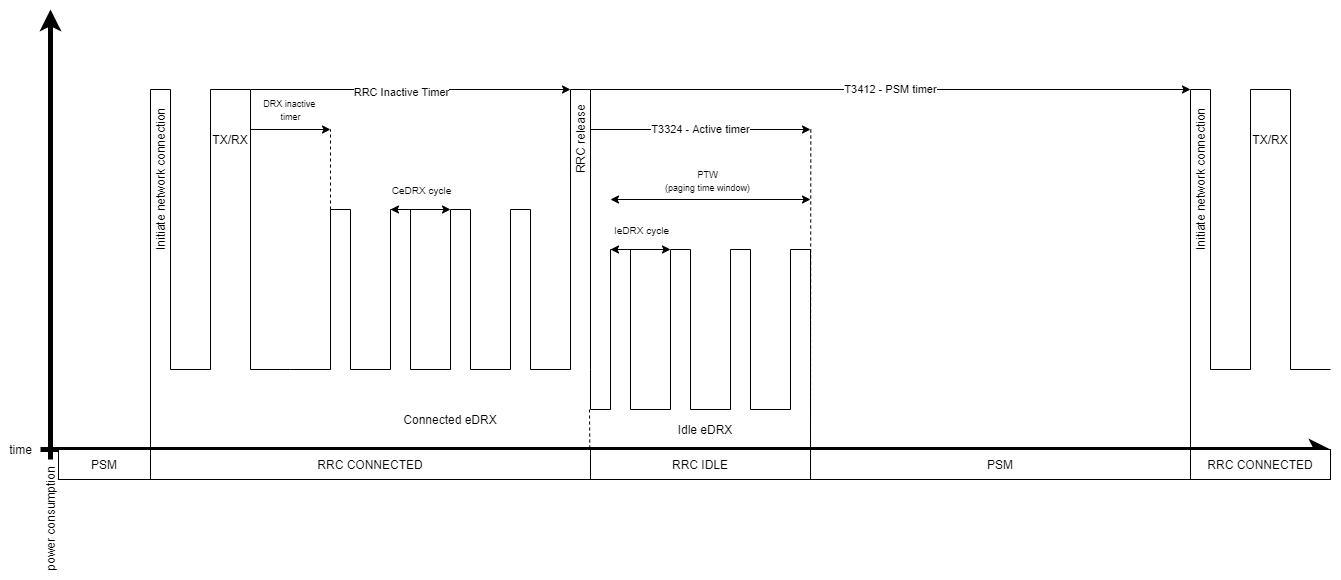 RRC Inactive Timer
T3412 - PSM timer
DRX inactive
timer
Initiate network connection
TX/RX
RRC release
T3324 - Active timer
Initiate network connection
TX/RX
PTW
(paging time window)
CeDRX cycle
IeDRX cycle
Connected eDRX
Idle eDRX
time
PSM
RRC CONNECTED
RRC IDLE
PSM
RRC CONNECTED
power consumption